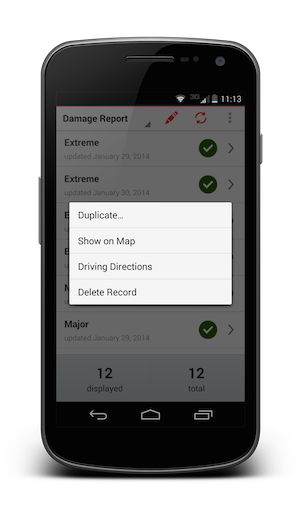 3G 11:13
Damage Report
Extreme
updated January 29, 2014
Extreme
updated January 20, 2014
Duplicate...
Show on Map
Driving Directions
Delete Record
Major
updated January 29, 2014
12 12
displayed total